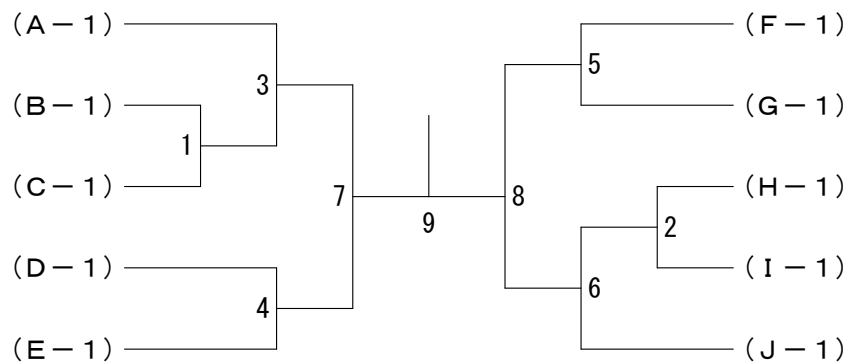 (A-1) (F-1)
3 5
(B-1) (G-1)
1
(C-1) (H-1)
7 8
9 2
(D-1) (I-1)
4 6
(E-1) (J-1)